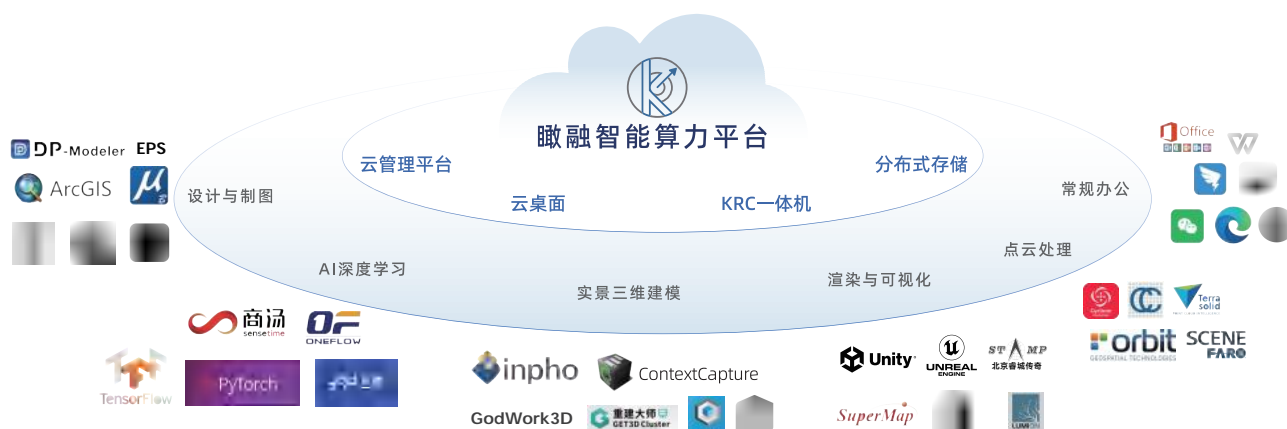 瞰融智能算力平台
云管理平台
分布式存储
云桌面
KRC一体机
设计与制图
常规办公
AI深度学习
实景三维建模
渲染与可视化
点云处理
DP-Modeler
EPS
ArcGIS
Office
商汤
sensetime
ONEFLOW
TensorFlow
PyTorch
inpho
ContextCapture
GodWork3D
重建大师
GET3D Cluster
Unity
UNREAL
ENGINE
STAMP
北京睿城传奇
SuperMap
LUMION
Terra
solid
orbit
GEOSPATIAL TECHNOLOGIES
SCENE
FARO